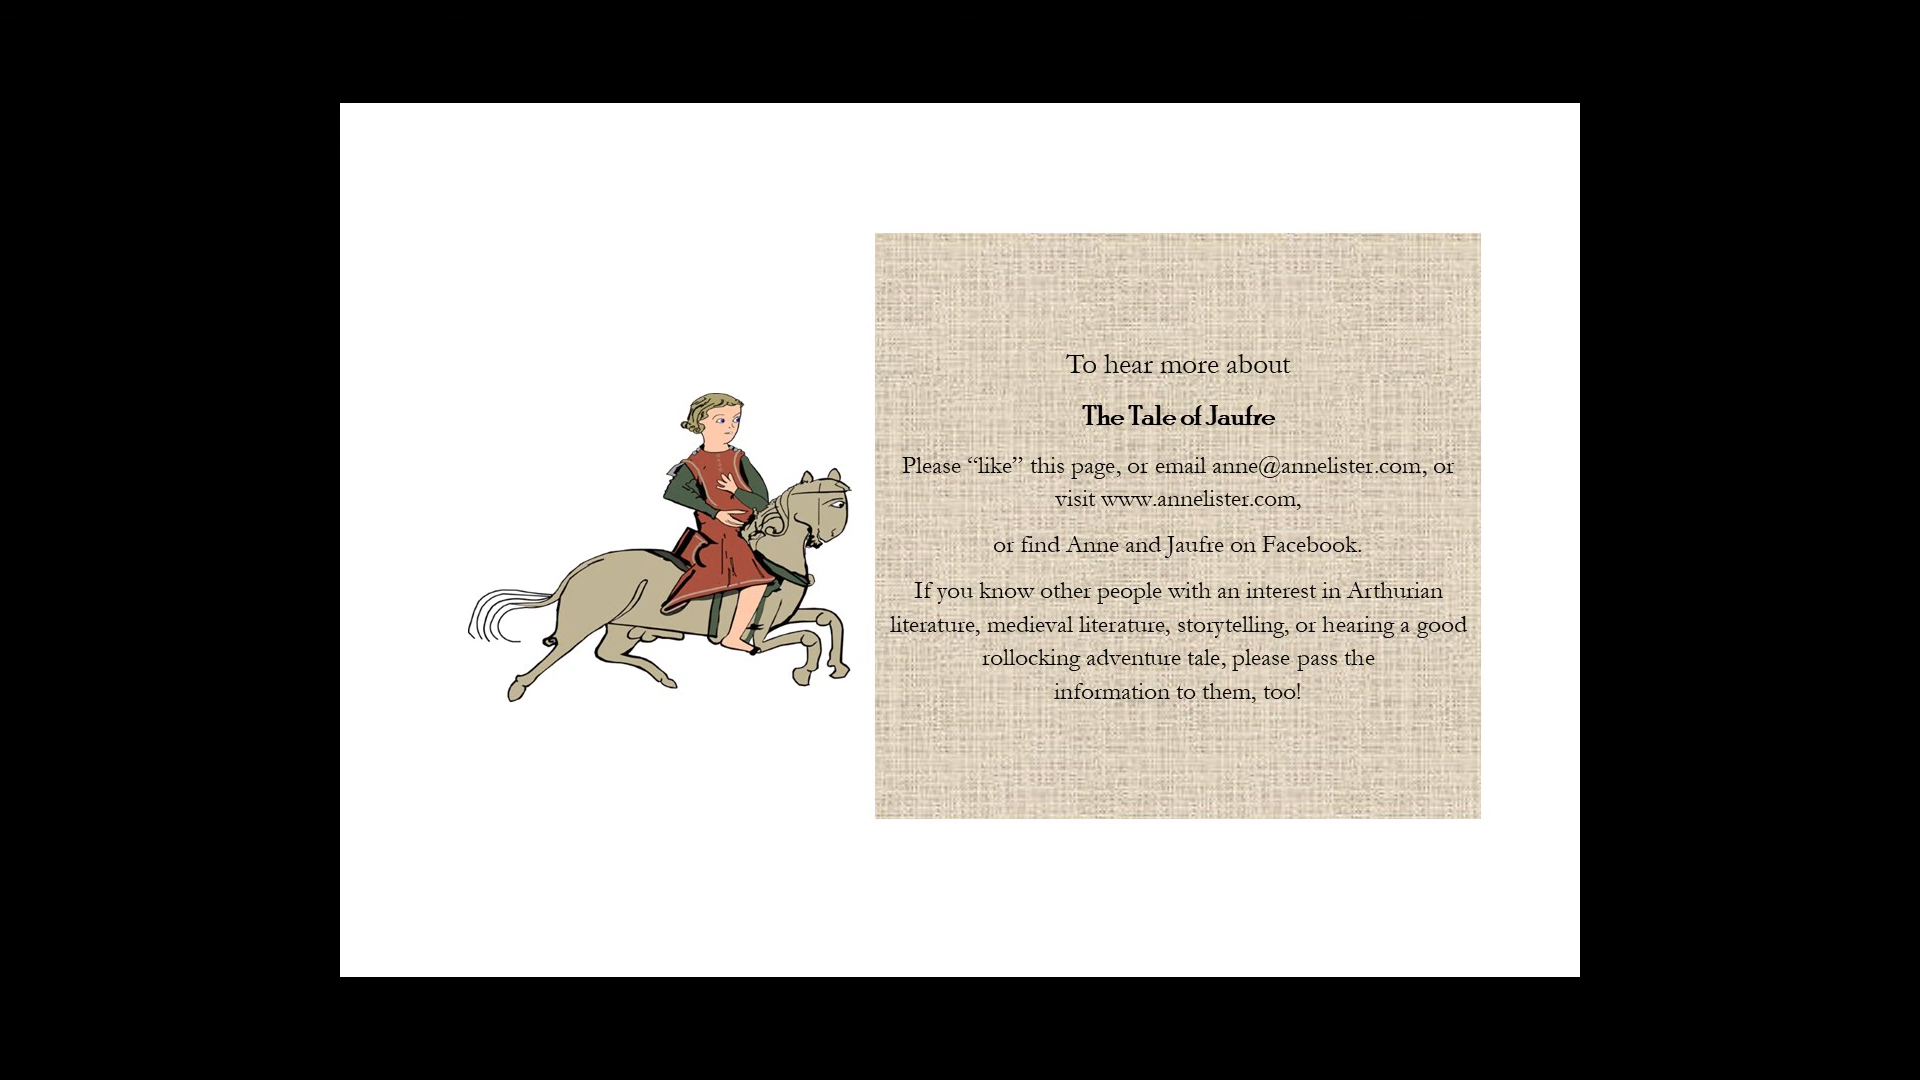 To hear more about
The Tale of Jaufre
Please “like” this page, or email anne@annelister.com, or
visit www.annelister.com,
or find Anne and Jaufre on Facebook.
If you know other people with an interest in Arthurian
literature, medieval literature, storytelling, or hearing a good
rollocking adventure tale, please pass the
information to them, too!